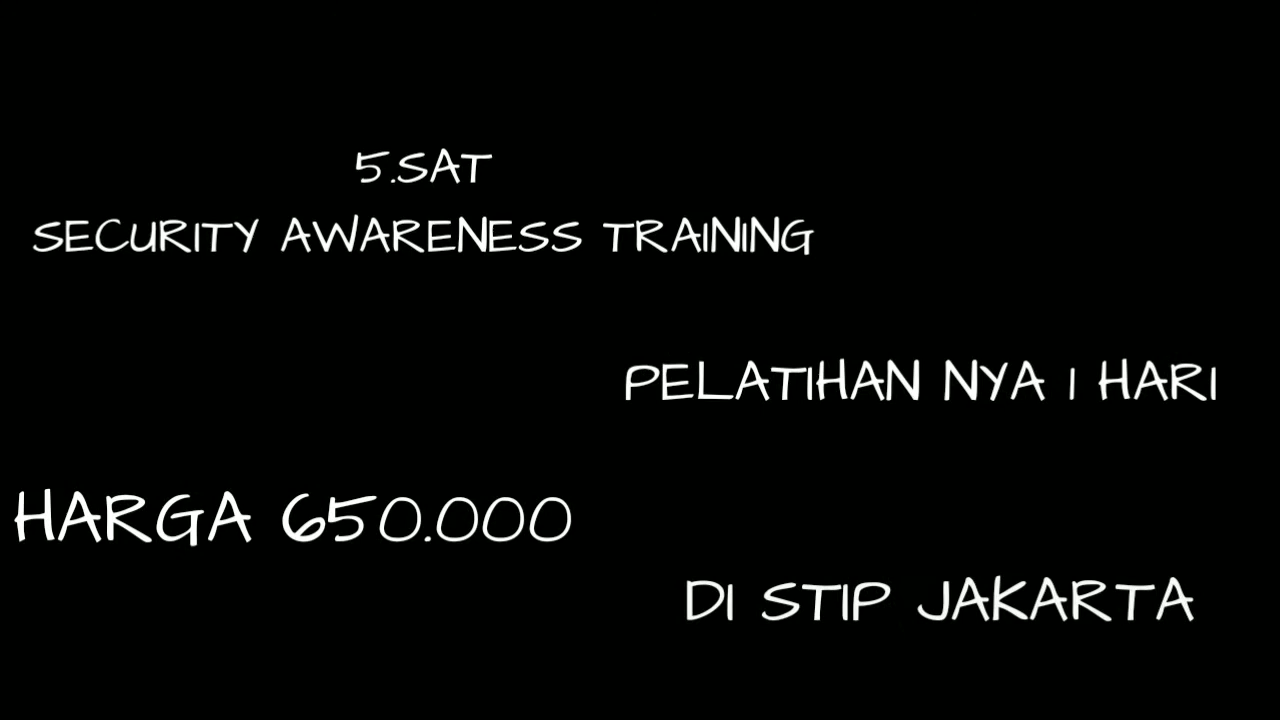 5.SAT
SECURITY AWARENESS TRAINING
PELATIHAN NYA 1 HARI
HARGA 650.000
DI STIP JAKARTA